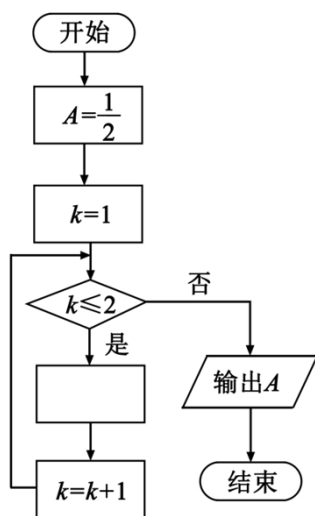 开始
A=1/2
k=1
k≤2
否
是
输出A
k=k+1
结束